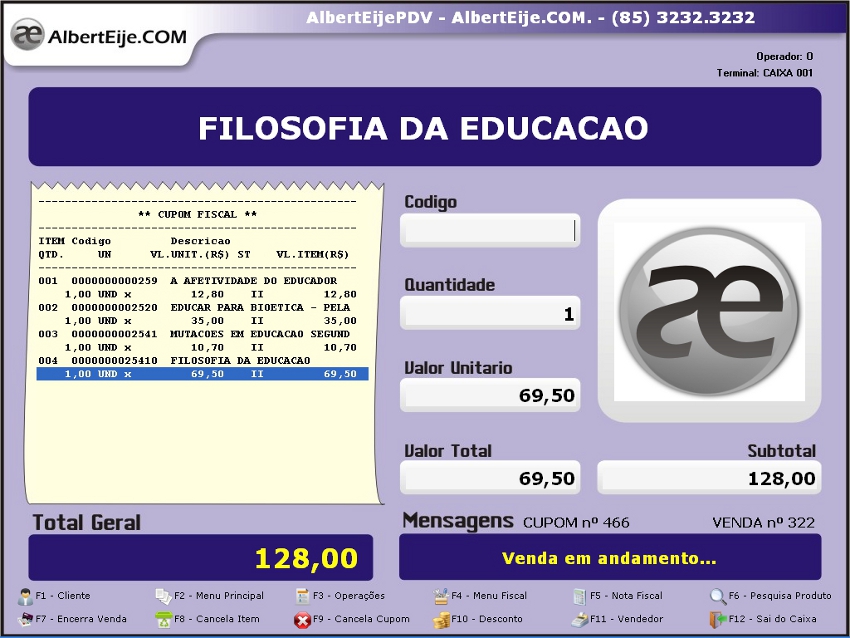 AlbertEijePDV - AlbertEije.COM. - (85) 3232.3232
æ AlbertEije.COM
Operador: 0
Terminal: CAIXA 001
FILOSOFIA DA EDUCACAO
------------------------------------------------
** CUPOM FISCAL **
------------------------------------------------
ITEM Codigo Descricao
QTD. UN VL.UNIT.(R$) ST VL.ITEM(R$)
------------------------------------------------
001 0000000000259 A AFETIVIDADE DO EDUCADOR
1,00 UND x 12,80 II 12,80
002 0000000002520 EDUCAR PARA BIOETICA - PELA
1,00 UND x 35,00 II 35,00
003 0000000002541 MUTACOES EM EDUCACAO SEGUND
1,00 UND x 10,70 II 10,70
004 0000000025410 FILOSOFIA DA EDUCACAO
1,00 UND x 69,50 II 69,50
Codigo
Quantidade
1
Valor Unitario
69,50
Valor Total
69,50
æ
Subtotal
128,00
Total Geral
128,00
Mensagens CUPOM nº 466 VENDA nº 322
Venda em andamento...
F1 - Cliente F2 - Menu Principal F3 - Operações F4 - Menu Fiscal F5 - Nota Fiscal F6 - Pesquisa Produto
F7 - Encerra Venda F8 - Cancela Item F9 - Cancela Cupom F10 - Desconto F11 - Vendedor F12 - Sai do Caixa